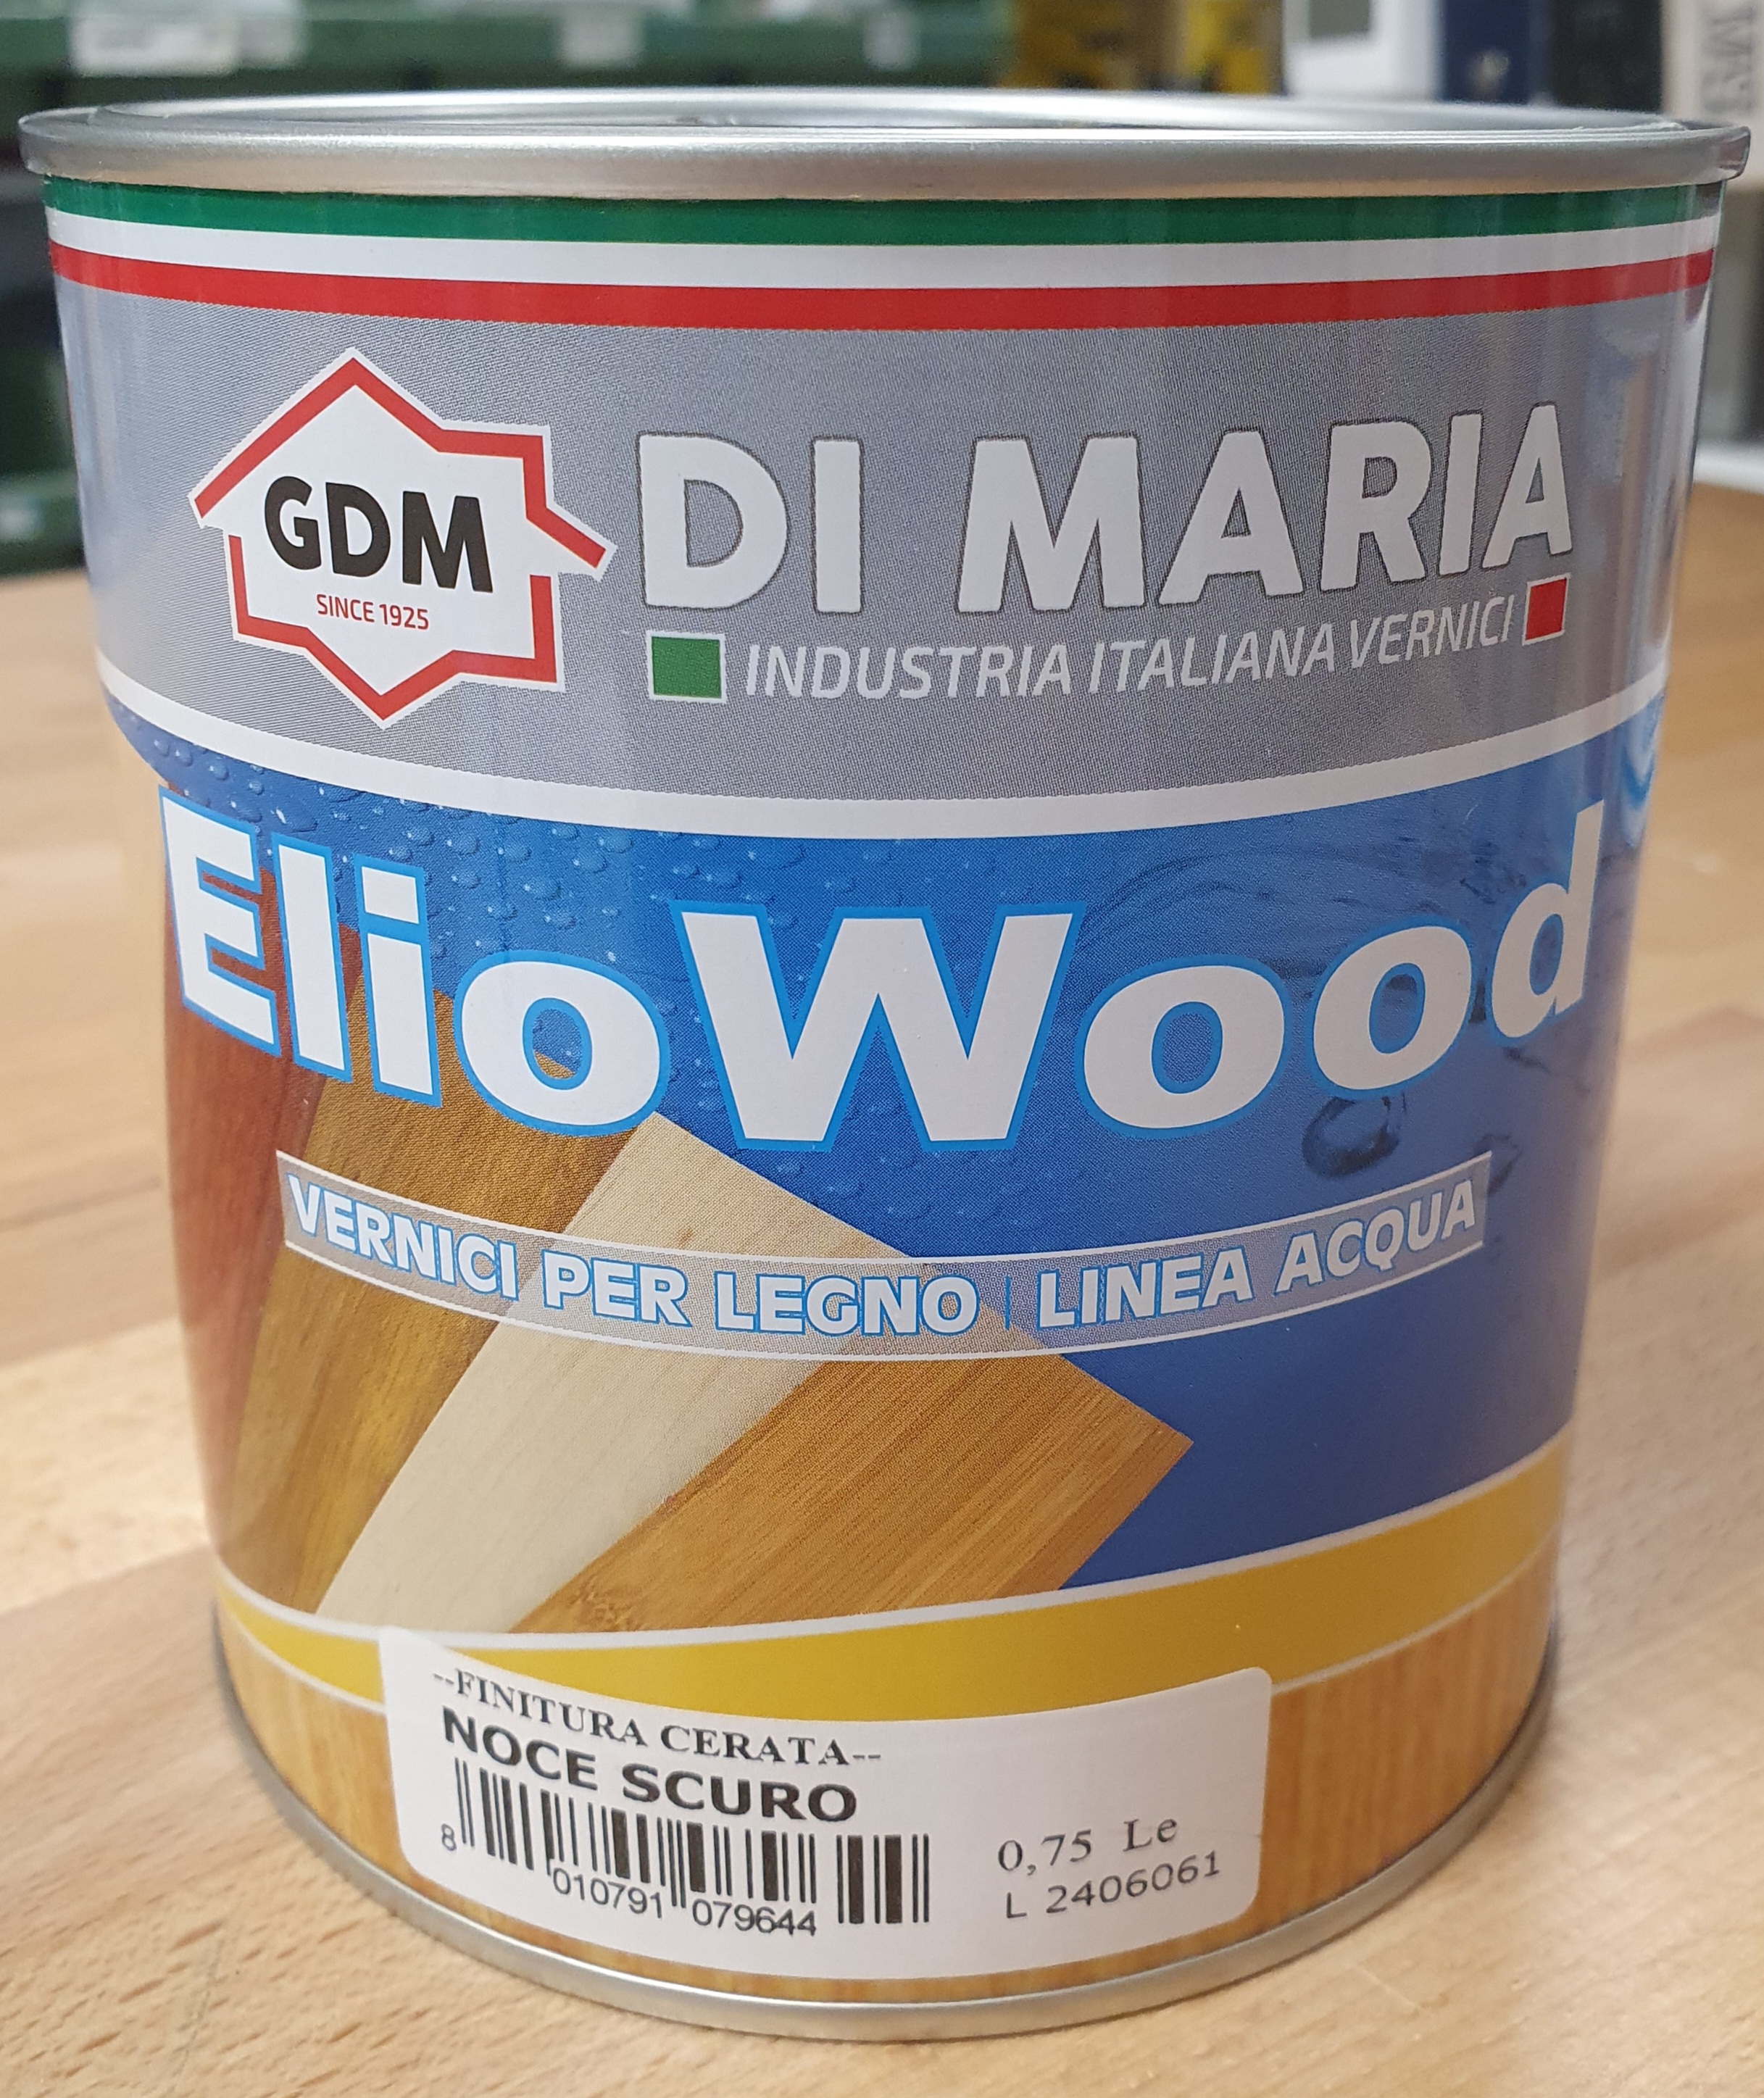 GDM
SINCE 1925
DI MARIA
INDUSTRIA ITALIANA VERNICI
ElioWood
VERNICI PER LEGNO | LINEA ACQUA
--FINITURA CERATA--
NOCE SCURO
8 010791 079644
0,75 Le
L 2406061